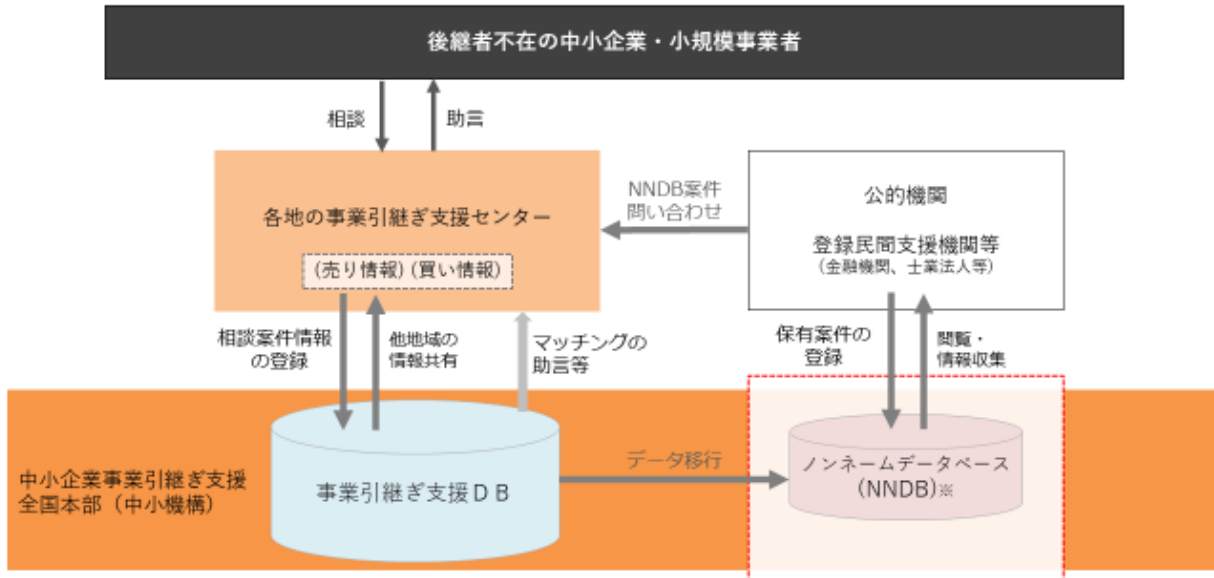 後継者不在の中小企業・小規模事業者
相談
助言
各地の事業引継ぎ支援センター
(売り情報)(買い情報)
NNDB案件
問い合わせ
公的機関
登録民間支援機関等
(金融機関、士業法人等)
相談案件情報
の登録
他地域の
情報共有
マッチングの
助言等
保有案件の
登録
閲覧・
情報収集
中小企業事業引継ぎ支援
全国本部（中小機構）
事業引継ぎ支援ＤＢ
データ移行
ノンネームデータベース
(NNDB)※